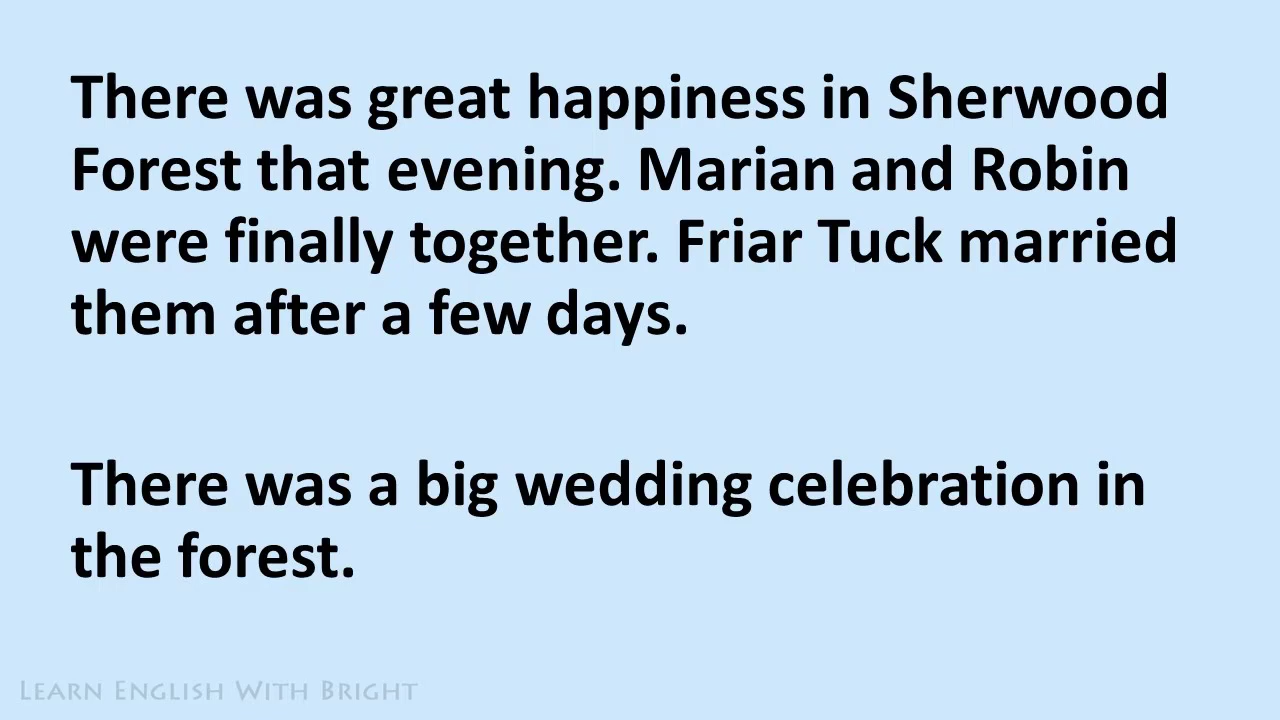 There was great happiness in Sherwood
Forest that evening. Marian and Robin
were finally together. Friar Tuck married
them after a few days.
There was a big wedding celebration in
the forest.
Learn English With Bright